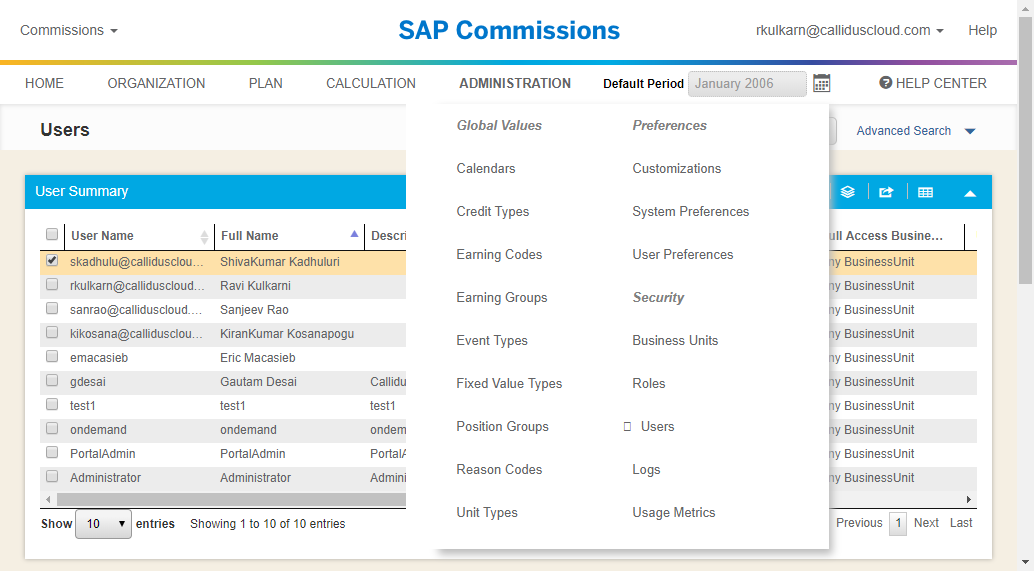 Commissions
SAP Commissions
rkulkarn@calliduscloud.com
Help
HOME ORGANIZATION PLAN CALCULATION ADMINISTRATION Default Period January 2006 HELP CENTER
Users
Advanced Search
Global Values Preferences
Calendars Customizations
Credit Types System Preferences
Earning Codes User Preferences
Earning Groups Security
Event Types Business Units
Fixed Value Types Roles
Position Groups Users
Reason Codes Logs
Unit Types Usage Metrics
User Summary
User Name Full Name Descri ull Access Busine...
skadhulu@callidusclou... ShivaKumar Kadhuluri ny BusinessUnit
rkulkarn@calliduscloud... Ravi Kulkarni ny BusinessUnit
sanrao@calliduscloud.... Sanjeev Rao ny BusinessUnit
kikosana@calliduscloud... KiranKumar Kosanapogu ny BusinessUnit
emacasieb Eric Macasieb ny BusinessUnit
gdesai Gautam Desai Callidu ny BusinessUnit
test1 test1 test1 ny BusinessUnit
ondemand ondemand ondem ny BusinessUnit
PortalAdmin PortalAdmin PortalA ny BusinessUnit
Administrator Administrator Admini ny BusinessUnit
Show 10 entries Showing 1 to 10 of 10 entries Previous 1 Next Last